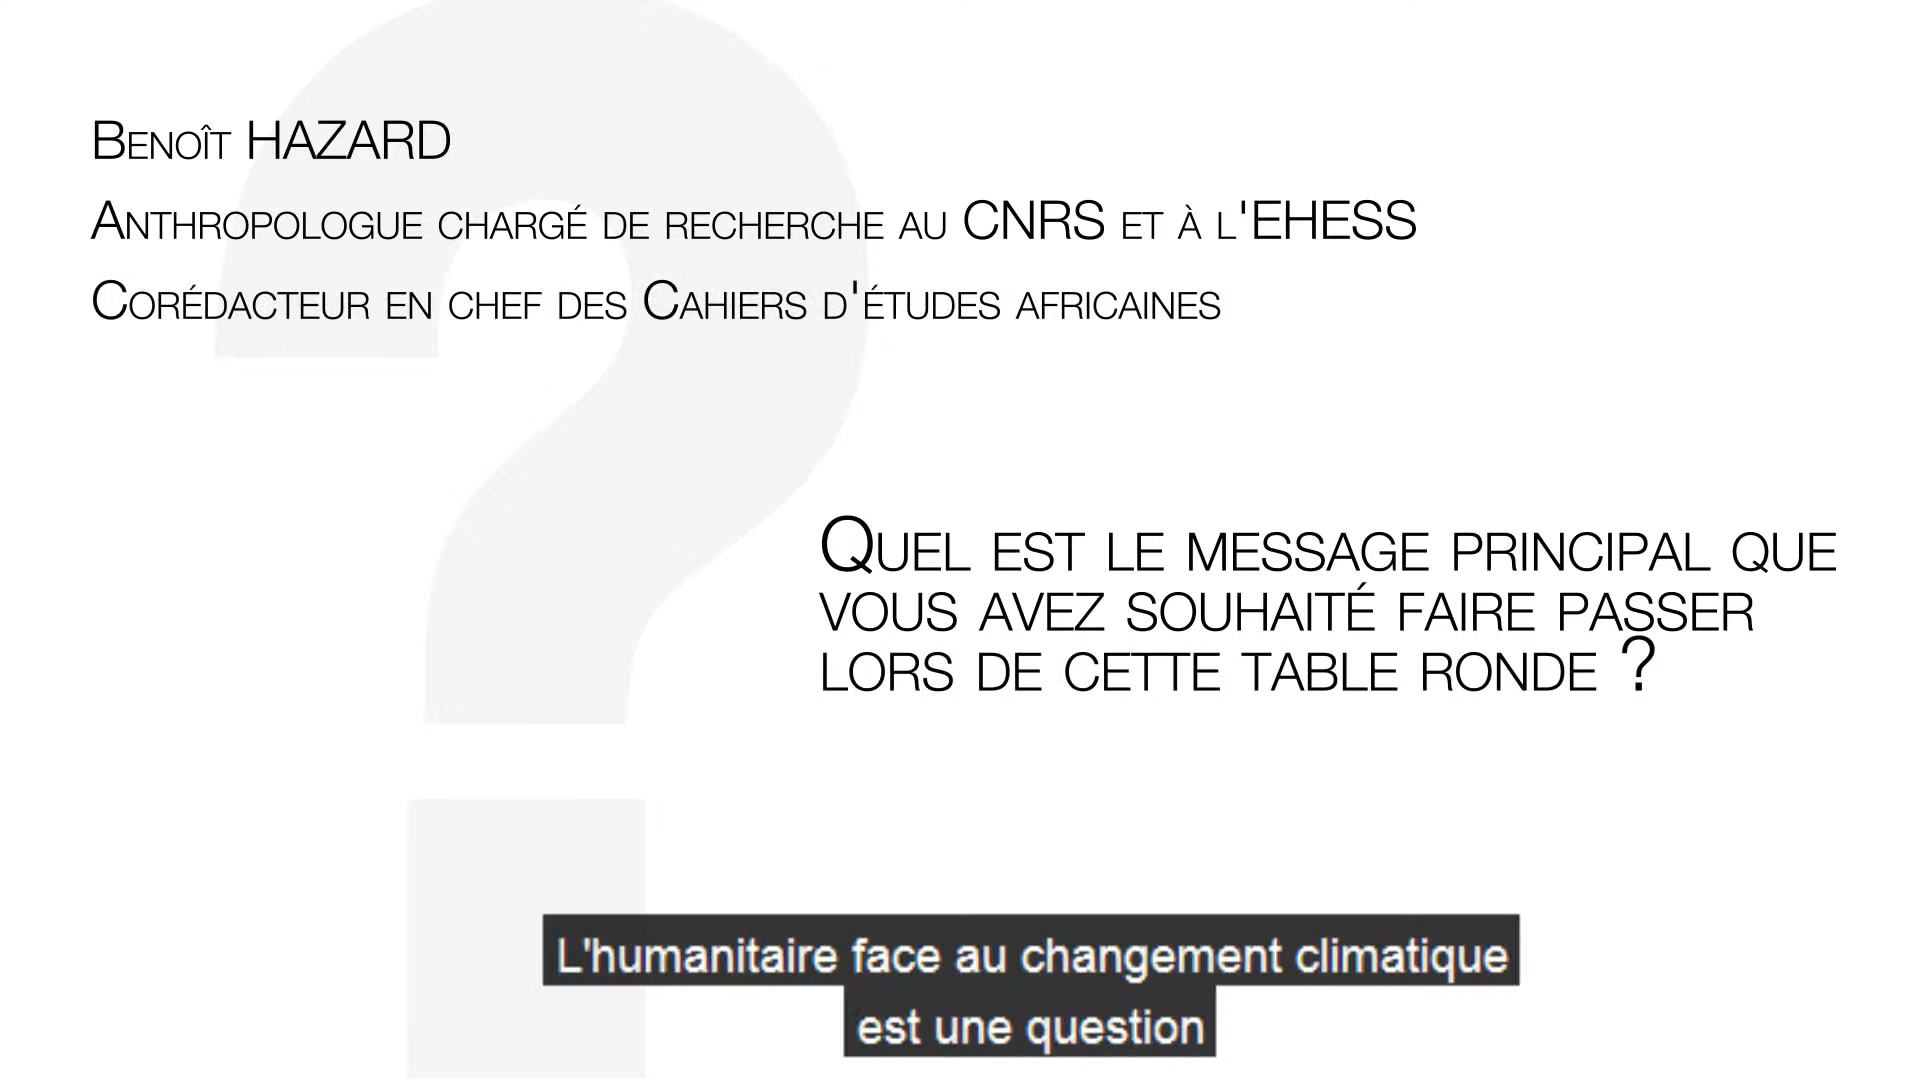 Benoît HAZARD
Anthropologue chargé de recherche au CNRS et à l'EHESS
Corédacteur en chef des Cahiers d'études africaines
Quel est le message principal que
vous avez souhaité faire passer
lors de cette table ronde ?
L'humanitaire face au changement climatique
est une question